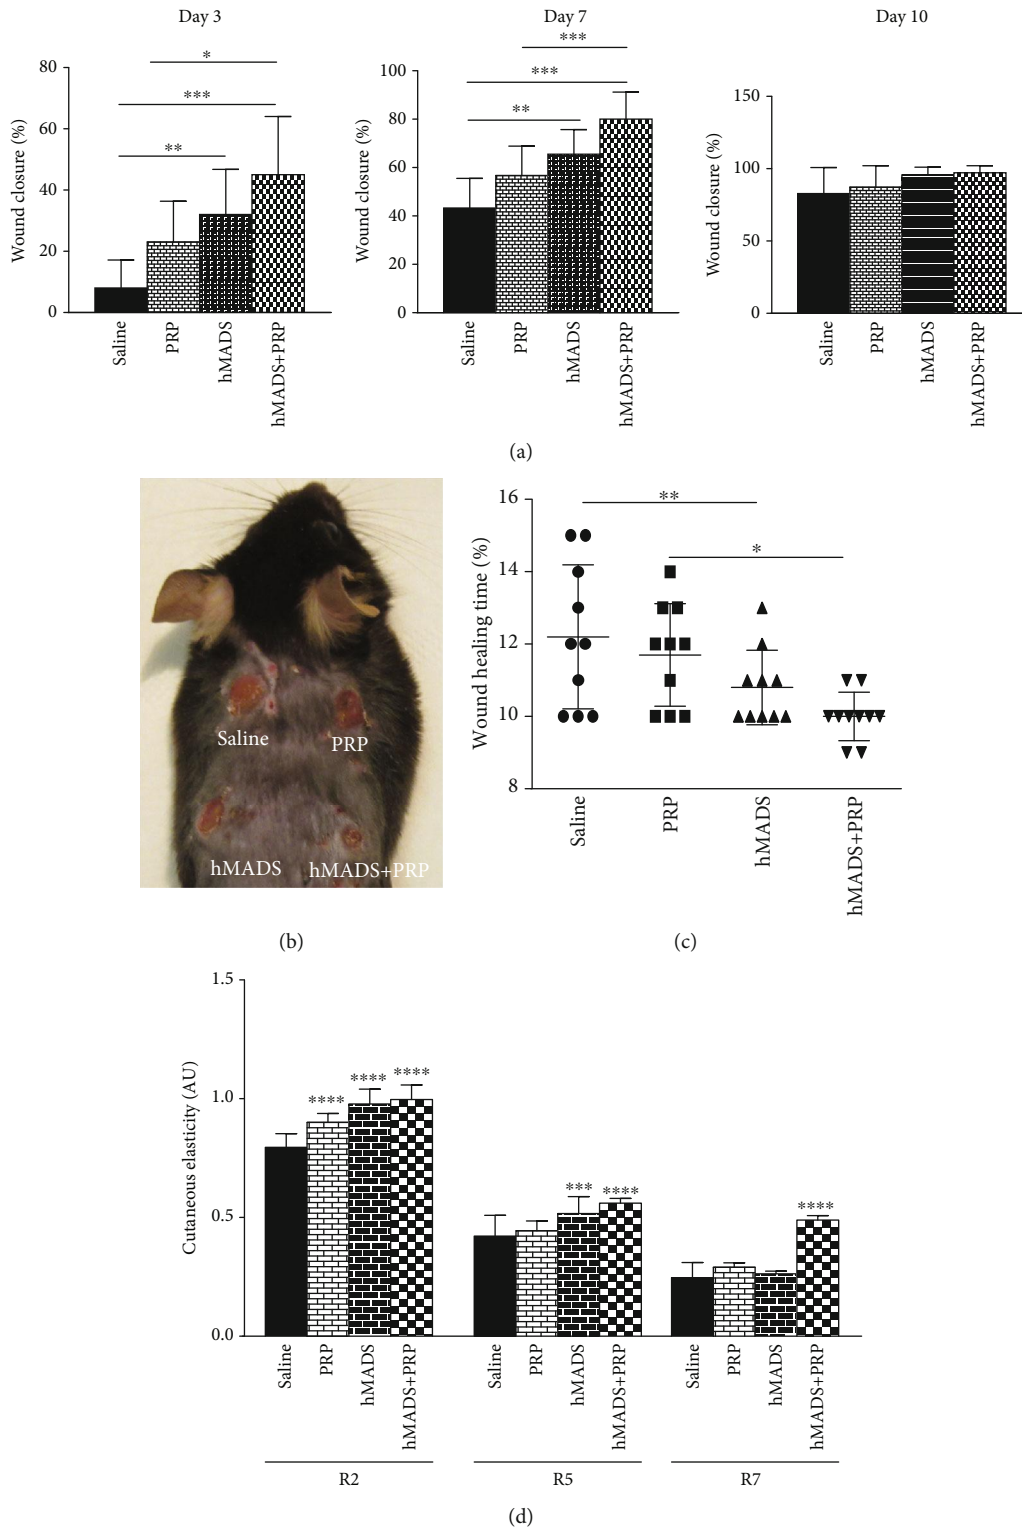 Day 3
Day 7
Day 10
*
***
**
80
60
40
20
0
Wound closure (%)
Saline
PRP
hMADS
hMADS+PRP
***
***
**
100
80
60
40
20
0
Wound closure (%)
Saline
PRP
hMADS
hMADS+PRP
150
100
50
0
Wound closure (%)
Saline
PRP
hMADS
hMADS+PRP
(a)
Saline
PRP
hMADS
hMADS+PRP
(b)
**
*
16
14
12
10
8
Wound healing time (%)
Saline
PRP
hMADS
hMADS+PRP
(c)
1.5
1.0
0.5
0.0
Cutaneous elasticity (AU)
**** **** ****
*** ****
****
Saline
PRP
hMADS
hMADS+PRP
Saline
PRP
hMADS
hMADS+PRP
Saline
PRP
hMADS
hMADS+PRP
R2
R5
R7
(d)